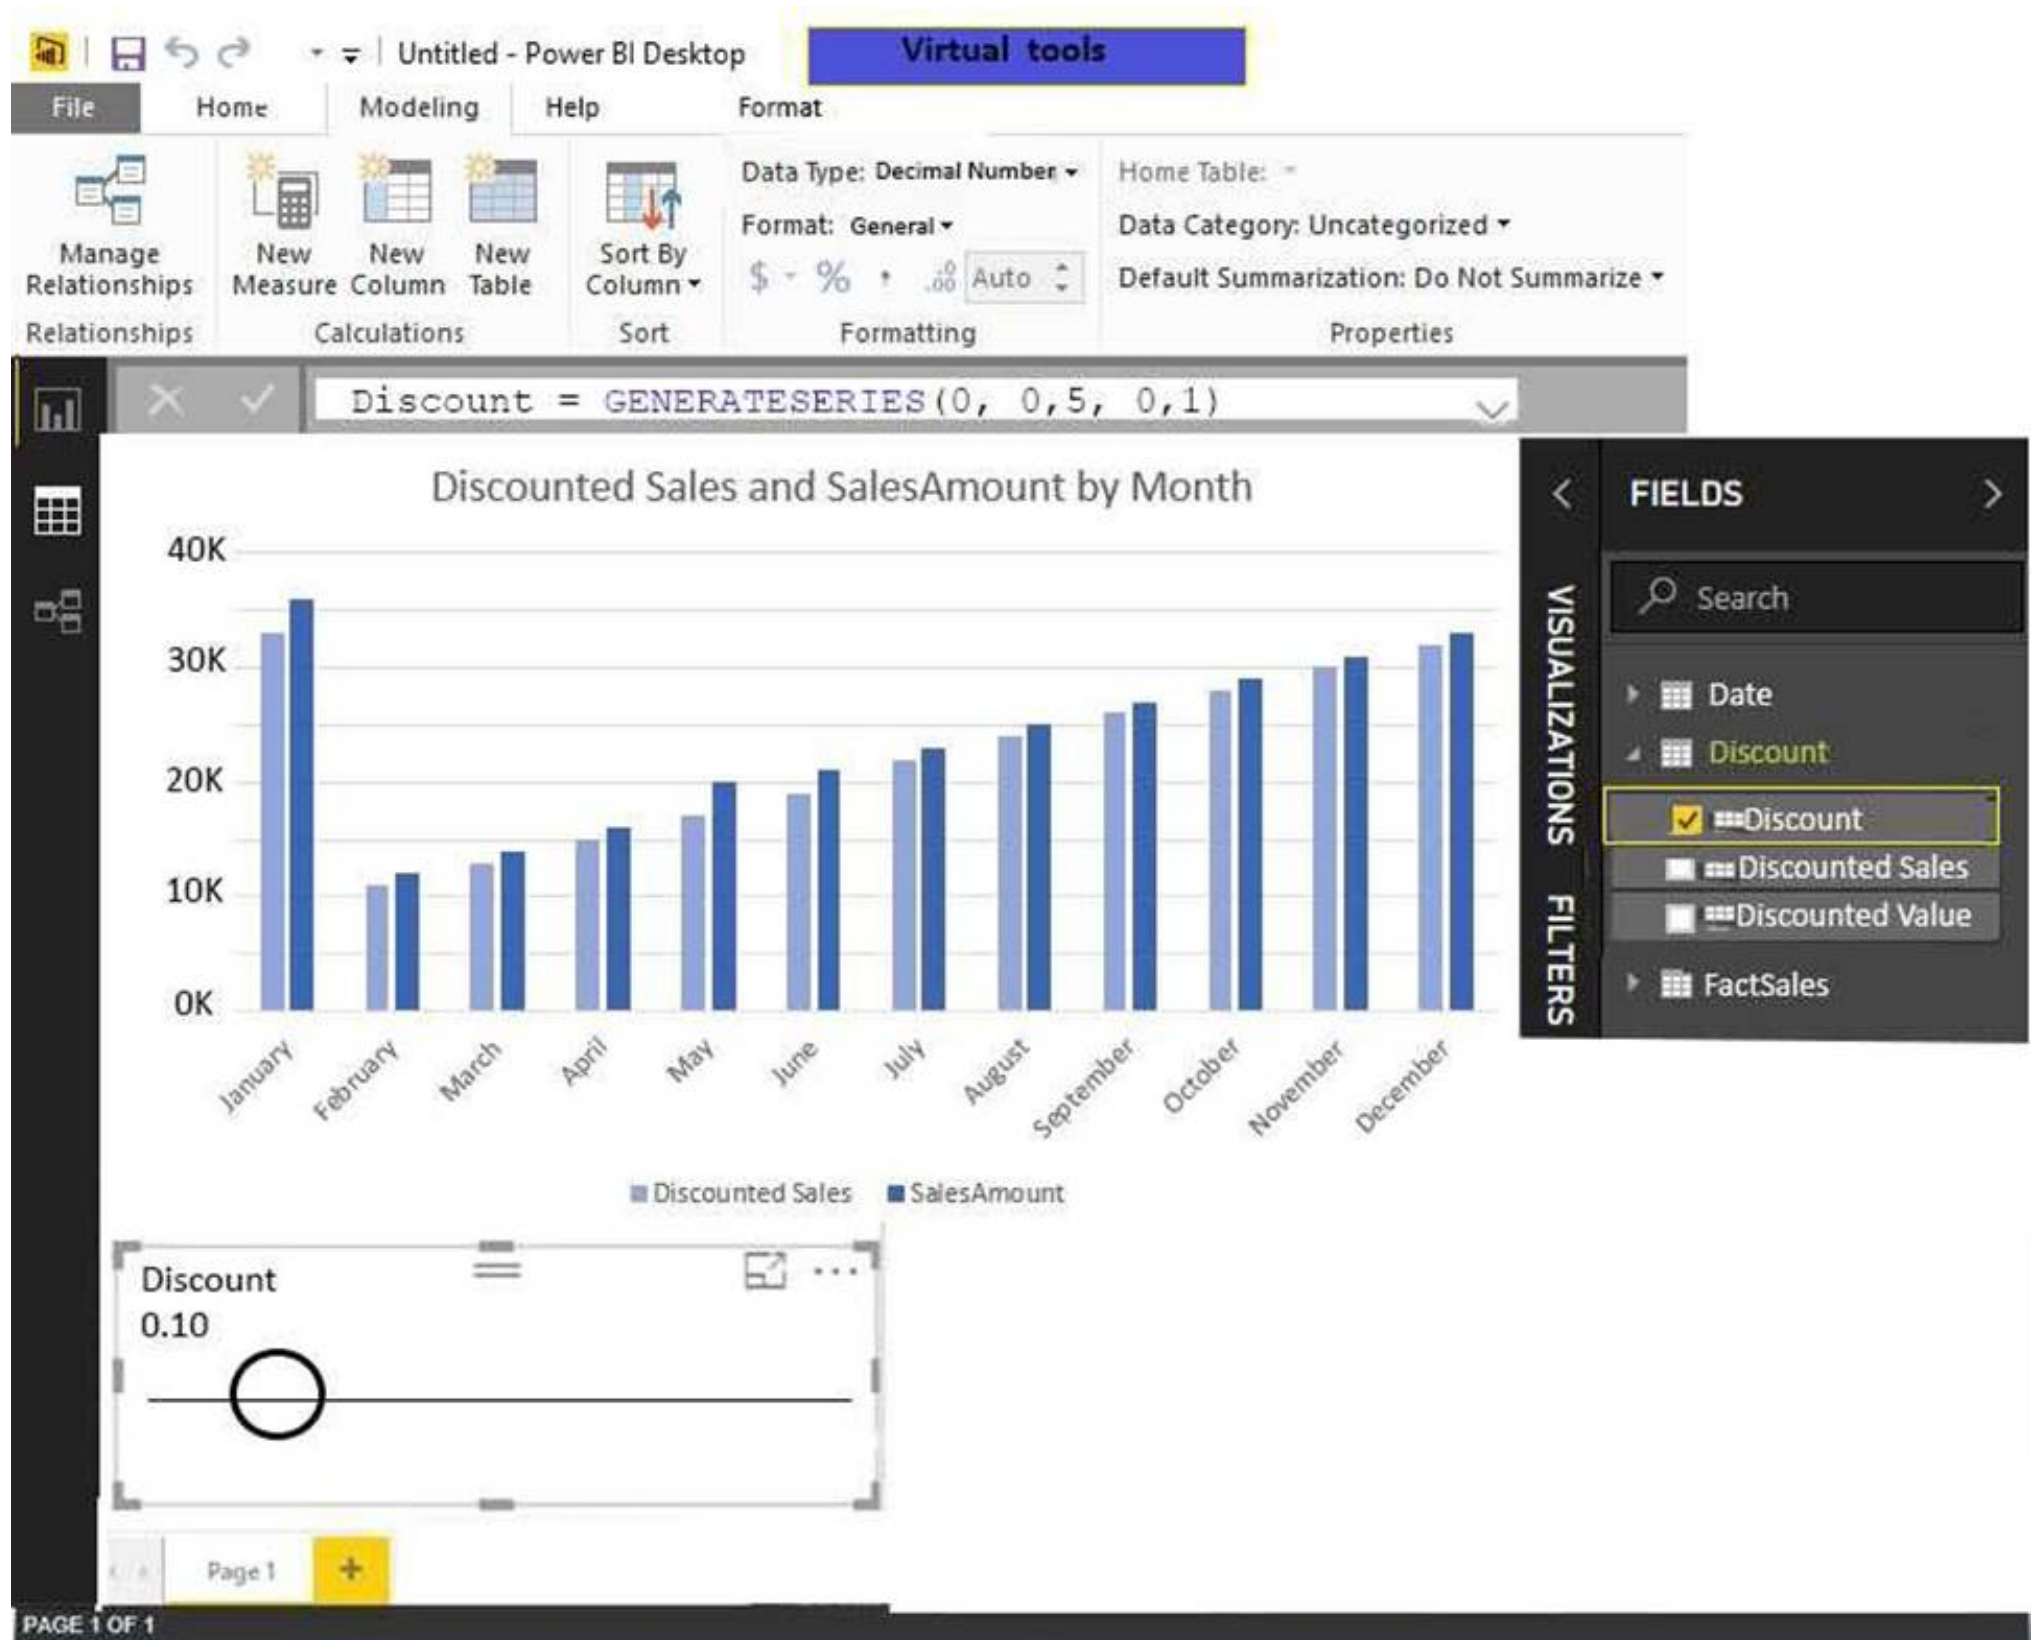 Untitled - Power BI Desktop
Virtual tools
File Home Modeling Help Format
Manage Relationships
New Measure
New Column
New Table
Sort By Column
Data Type: Decimal Number
Format: General
$ % , .00 Auto
Home Table:
Data Category: Uncategorized
Default Summarization: Do Not Summarize
Relationships Calculations Sort Formatting Properties
Discount = GENERATESERIES(0, 0,5, 0,1)
Discounted Sales and SalesAmount by Month
40K
30K
20K
10K
0K
January February March April May June July August September October November December
Discounted Sales SalesAmount
VISUALIZATIONS
FILTERS
FIELDS
Search
Date
Discount
Discount
Discounted Sales
Discounted Value
FactSales
Discount
0.10
Page 1 +
PAGE 1 OF 1